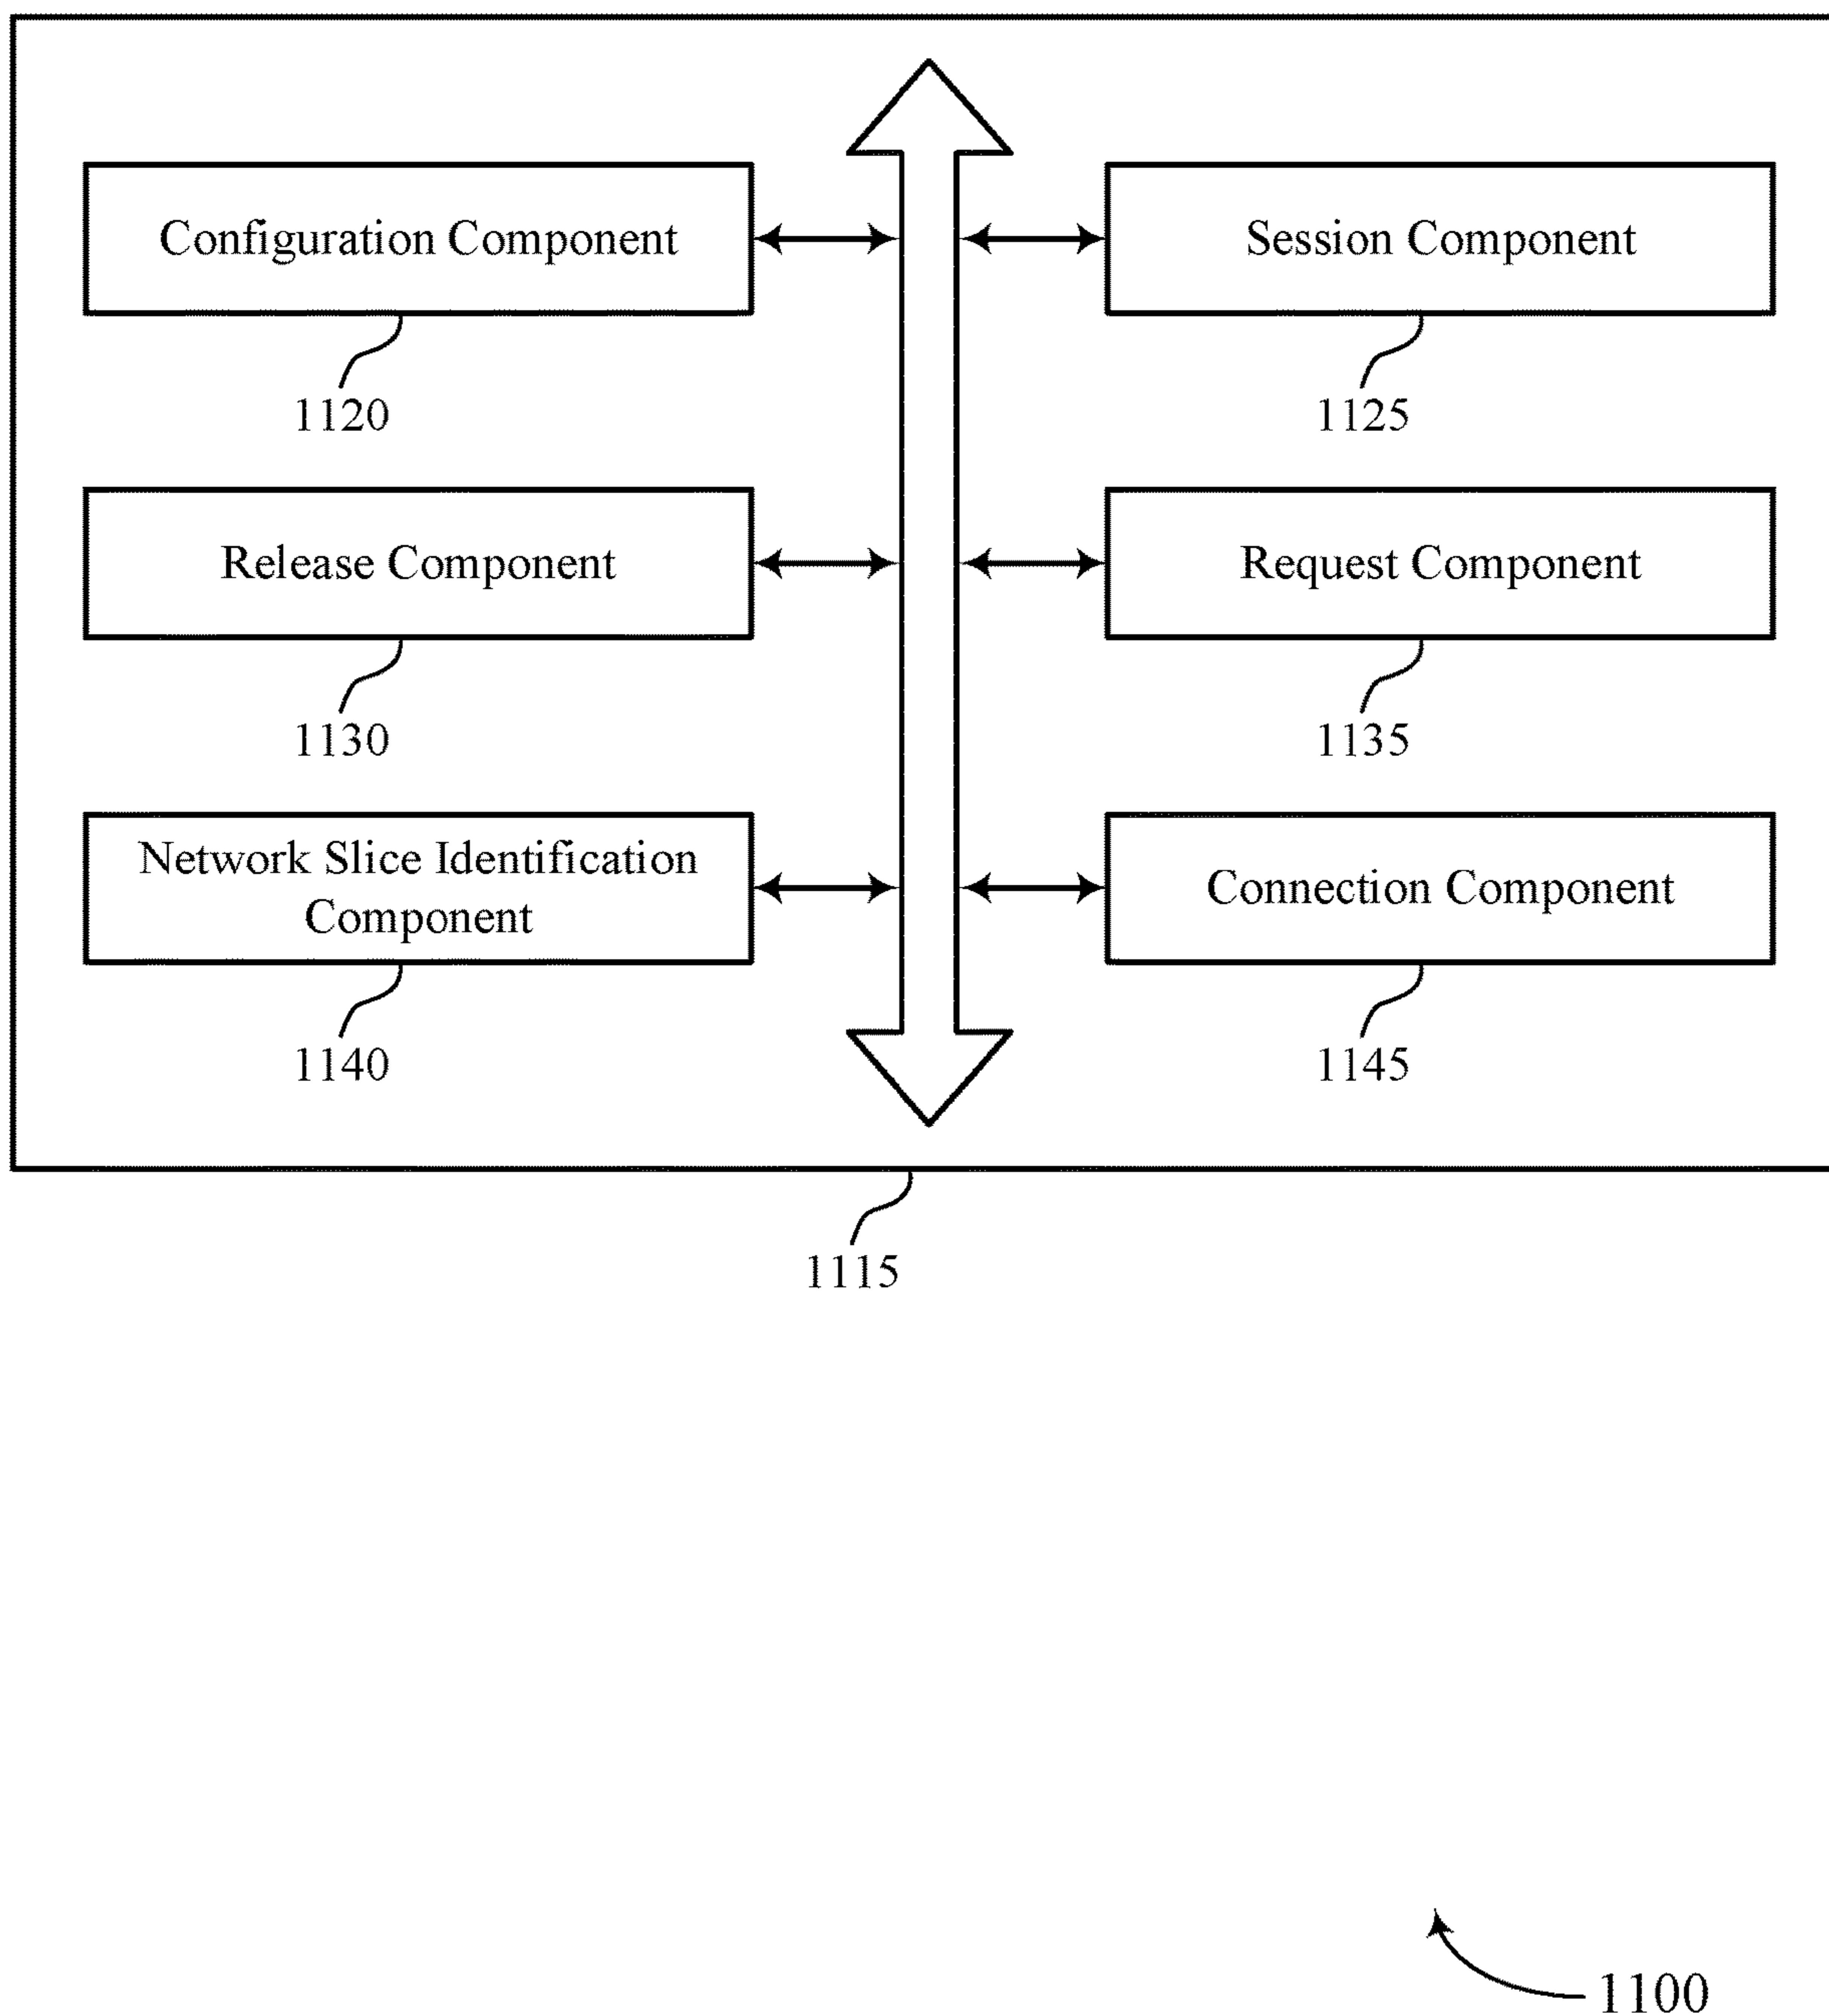 Configuration Component
Session Component
1120
1125
Release Component
Request Component
1130
1135
Network Slice Identification
Component
Connection Component
1140
1145
1115
1100